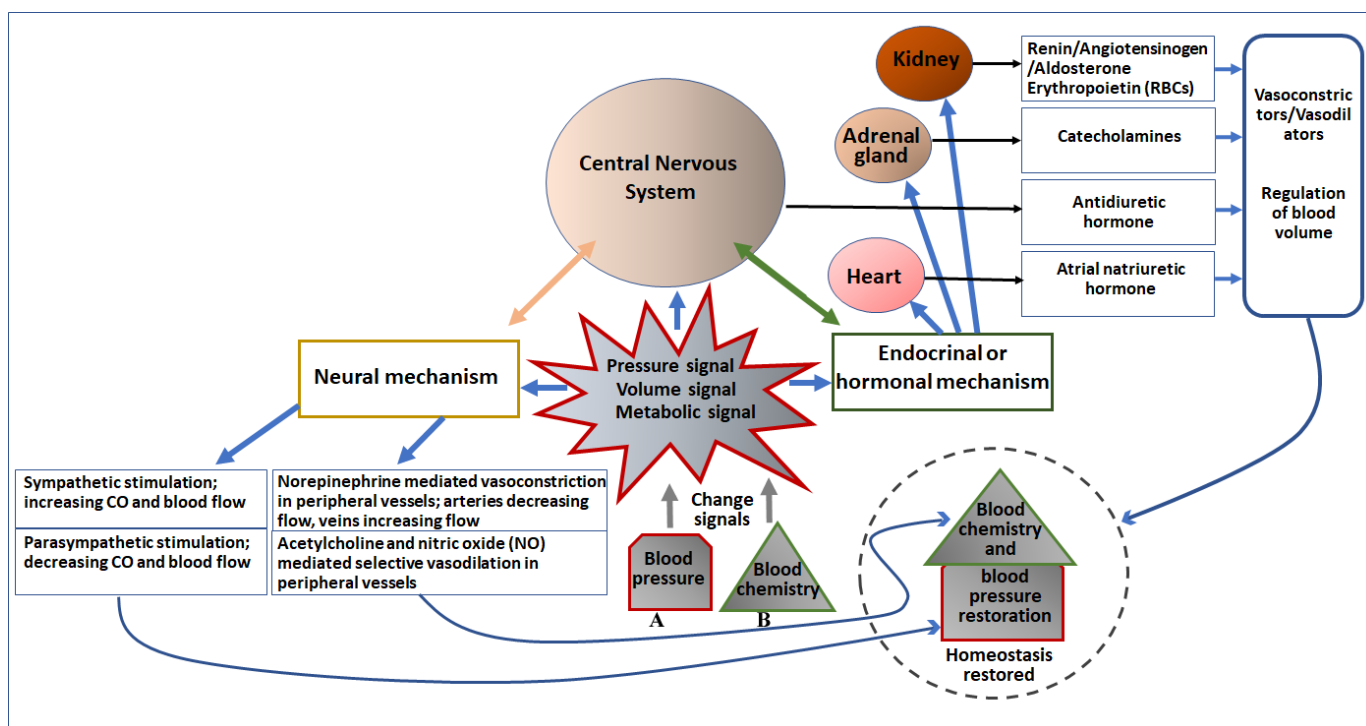 Kidney
Renin/Angiotensinogen
/Aldosterone
Erythropoietin (RBCs)
Vasoconstric
tors/Vasodil
ators
Regulation
of blood
volume
Adrenal
gland
Catecholamines
Central Nervous
System
Antidiuretic
hormone
Heart
Atrial natriuretic
hormone
Neural mechanism
Pressure signal
Volume signal
Metabolic signal
Endocrinal or
hormonal mechanism
Sympathetic stimulation;
increasing CO and blood flow
Parasympathetic stimulation;
decreasing CO and blood flow
Norepinephrine mediated vasoconstriction
in peripheral vessels; arteries decreasing
flow, veins increasing flow
Acetylcholine and nitric oxide (NO)
mediated selective vasodilation in
peripheral vessels
Change
signals
Blood
pressure
A
Blood
chemistry
B
Blood
chemistry
and
blood
pressure
restoration
Homeostasis
restored